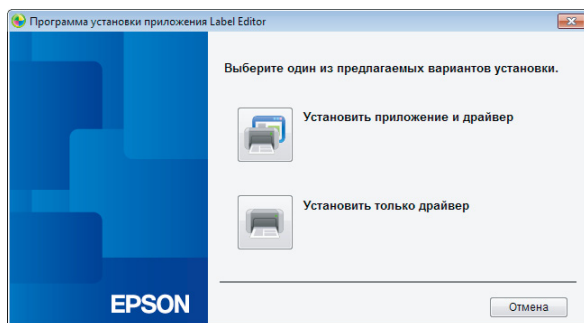 Программа установки приложения Label Editor
Выберите один из предлагаемых вариантов установки.
Установить приложение и драйвер
Установить только драйвер
EPSON
Отмена